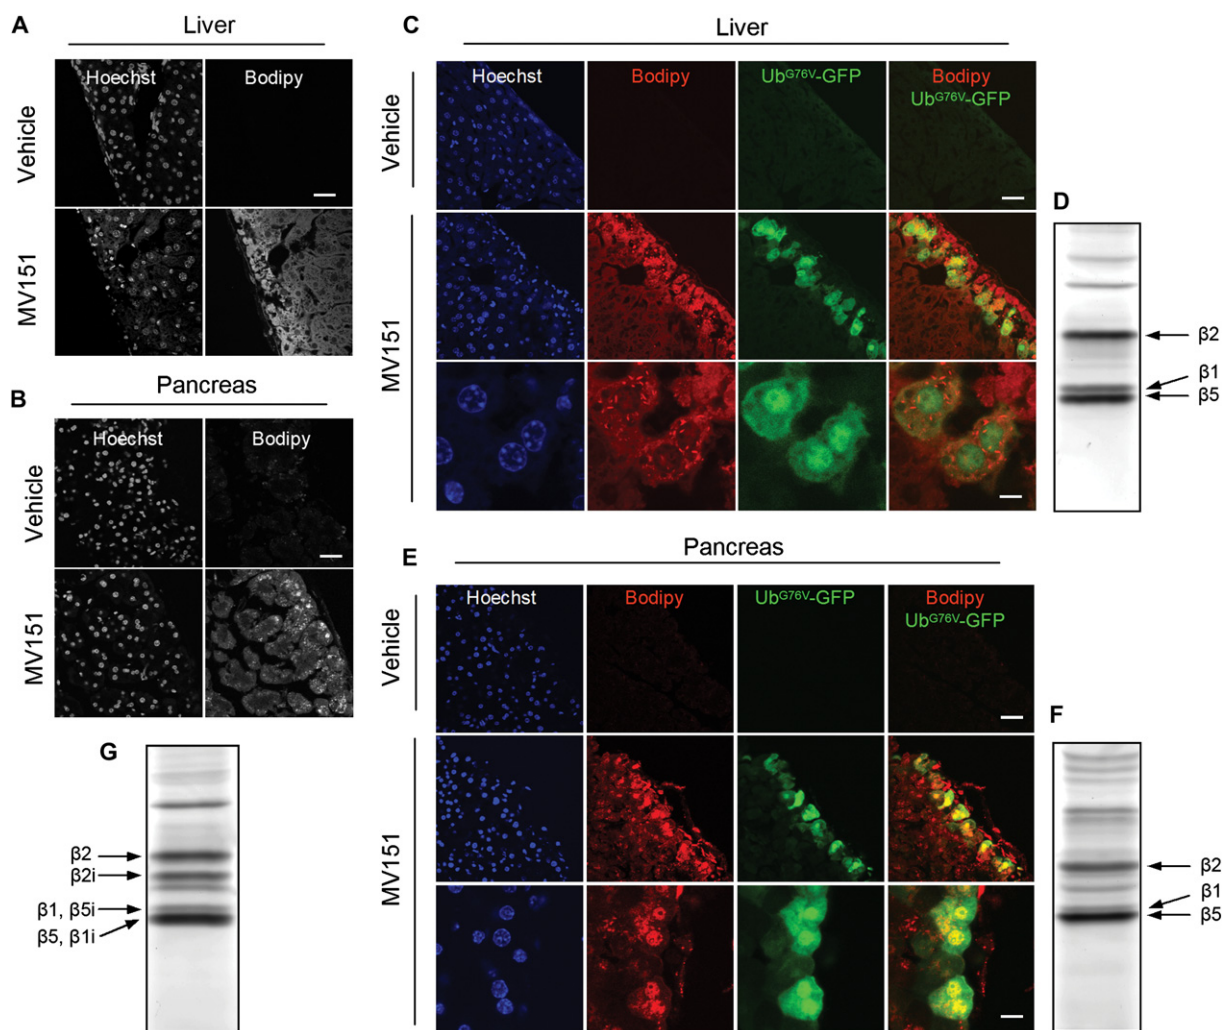 A
Liver
Hoechst
Bodipy
Vehicle
MV151
B
Pancreas
Hoechst
Bodipy
Vehicle
MV151
C
Liver
Hoechst
Bodipy
Ub^G76V-GFP
Bodipy
Ub^G76V-GFP
Vehicle
MV151
D
β2
β1
β5
E
Pancreas
Hoechst
Bodipy
Ub^G76V-GFP
Bodipy
Ub^G76V-GFP
Vehicle
MV151
F
β2
β1
β5
G
β2
β2i
β1, β5i
β5, β1i